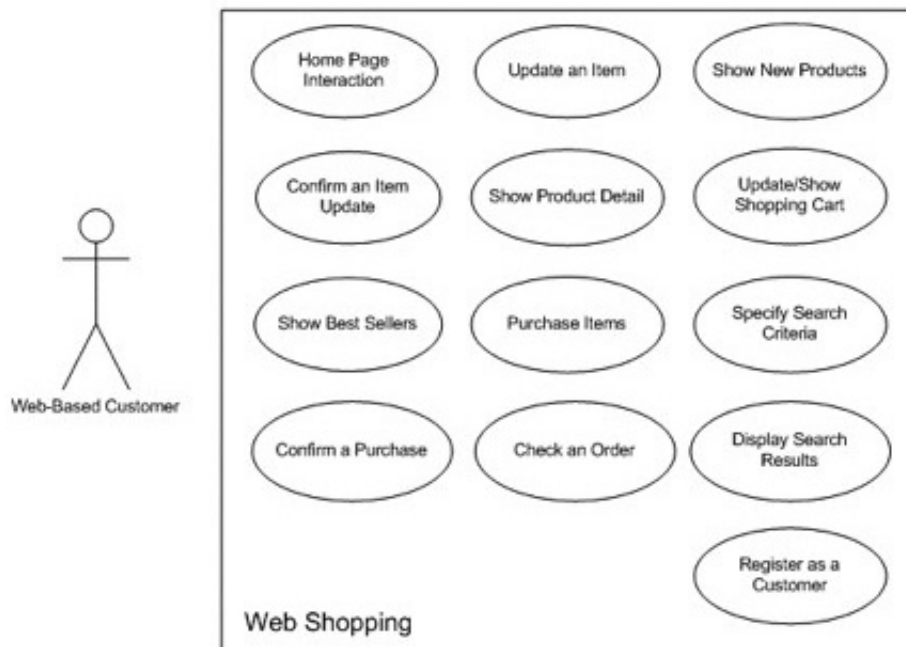 Home Page
Interaction
Update an Item
Show New Products
Confirm an Item
Update
Show Product Detail
Update/Show
Shopping Cart
Show Best Sellers
Purchase Items
Specify Search
Criteria
Web-Based Customer
Confirm a Purchase
Check an Order
Display Search
Results
Register as a
Customer
Web Shopping